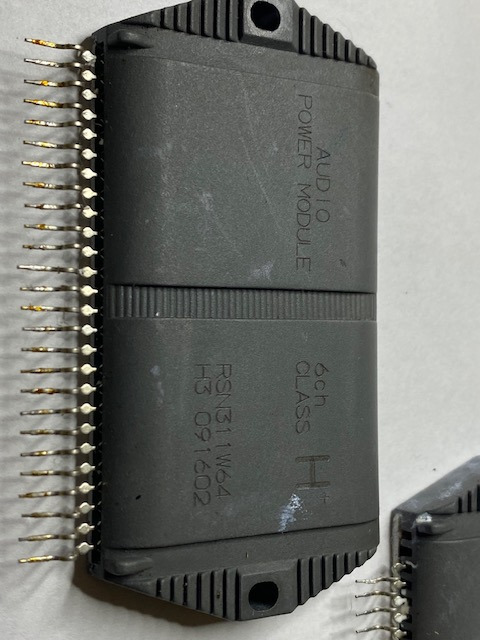 AUDIO
POWER MODULE
6ch
CLASS H+
RSN311W64
H3 091602